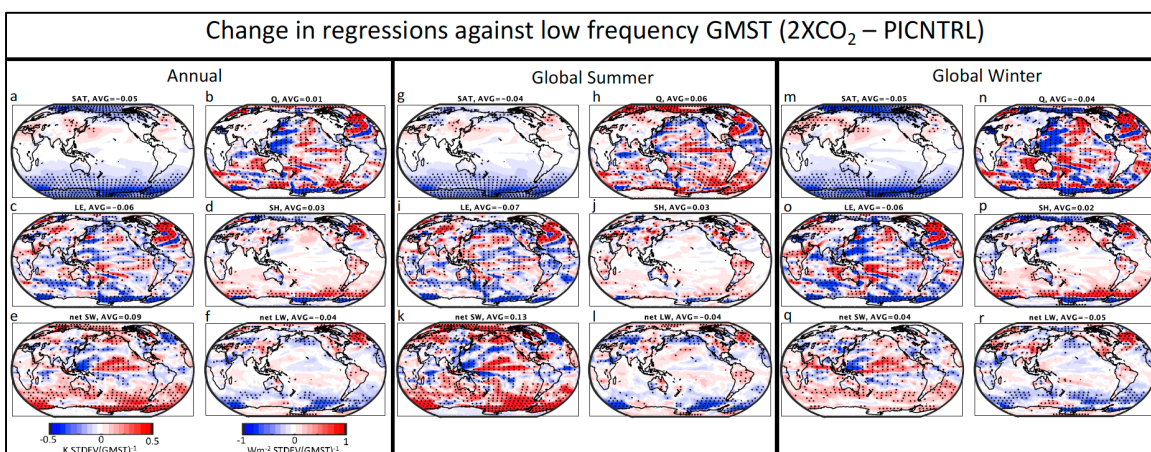 Change in regressions against low frequency GMST (2XCO₂ – PICNTRL)
Annual
Global Summer
Global Winter
a
SAT, AVG=−0.05
b
Q, AVG=0.01
g
SAT, AVG=−0.04
h
Q, AVG=0.06
m
SAT, AVG=−0.05
n
Q, AVG=−0.04
c
LE, AVG=−0.06
d
SH, AVG=0.03
i
LE, AVG=−0.07
j
SH, AVG=0.03
o
LE, AVG=−0.06
p
SH, AVG=0.02
e
net SW, AVG=0.09
f
net LW, AVG=−0.04
k
net SW, AVG=0.13
l
net LW, AVG=−0.04
q
net SW, AVG=0.04
r
net LW, AVG=−0.05
-0.5 0 0.5
K STDEV(GMST)⁻¹
-1 0 1
Wm⁻² STDEV(GMST)⁻¹